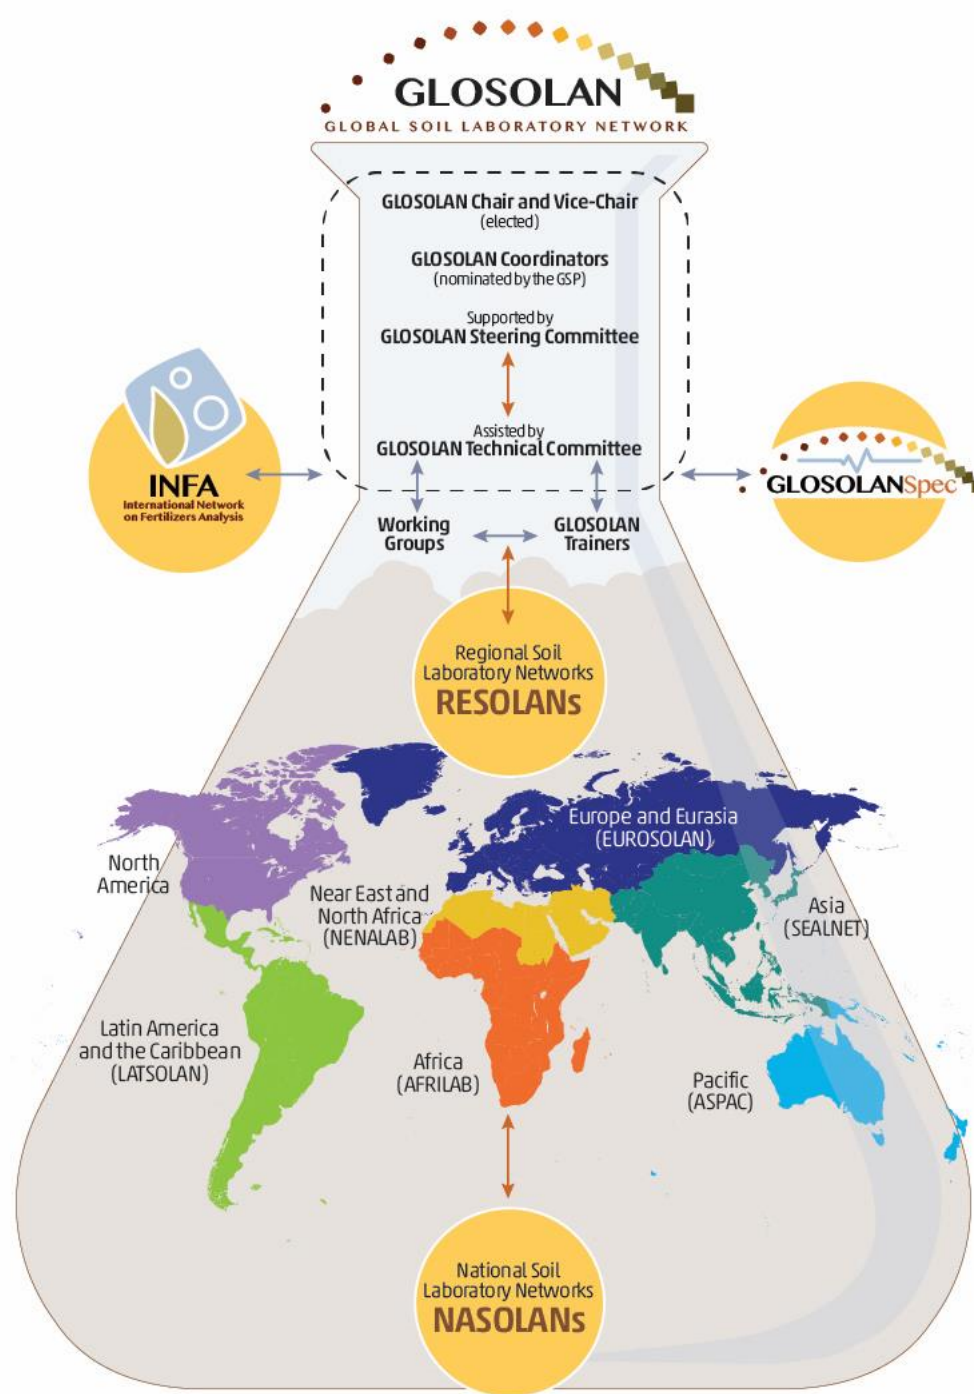 GLOSOLAN
GLOBAL SOIL LABORATORY NETWORK
GLOSOLAN Chair and Vice-Chair
(elected)
GLOSOLAN Coordinators
(nominated by the GSP)
Supported by
GLOSOLAN Steering Committee
Assisted by
GLOSOLAN Technical Committee
INFA
International Network
on Fertilizers Analysis
GLOSOLANSpec
Working
Groups
GLOSOLAN
Trainers
Regional Soil
Laboratory Networks
RESOLANs
Europe and Eurasia
(EUROSOLAN)
North
America
Near East and
North Africa
(NENALAB)
Asia
(SEALNET)
Latin America
and the Caribbean
(LATSOLAN)
Africa
(AFRILAB)
Pacific
(ASPAC)
National Soil
Laboratory Networks
NASOLANs